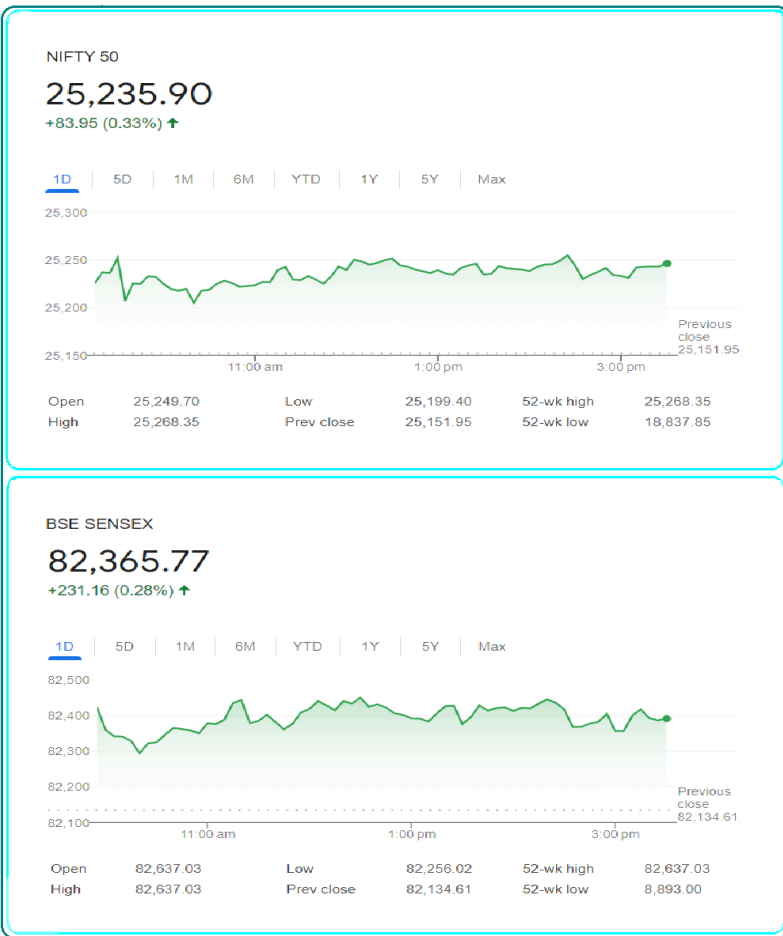 NIFTY 50
25,235.90
+83.95 (0.33%) ↑
1D 5D 1M 6M YTD 1Y 5Y Max
25,300
25,250
25,200
25,150
Previous
close
25,151.95
11:00 am 1:00 pm 3:00 pm
Open 25,249.70 Low 25,199.40 52-wk high 25,268.35
High 25,268.35 Prev close 25,151.95 52-wk low 18,837.85
BSE SENSEX
82,365.77
+231.16 (0.28%) ↑
1D 5D 1M 6M YTD 1Y 5Y Max
82,500
82,400
82,300
82,200
82,100
Previous
close
82,134.61
11:00 am 1:00 pm 3:00 pm
Open 82,637.03 Low 82,256.02 52-wk high 82,637.03
High 82,637.03 Prev close 82,134.61 52-wk low 8,893.00